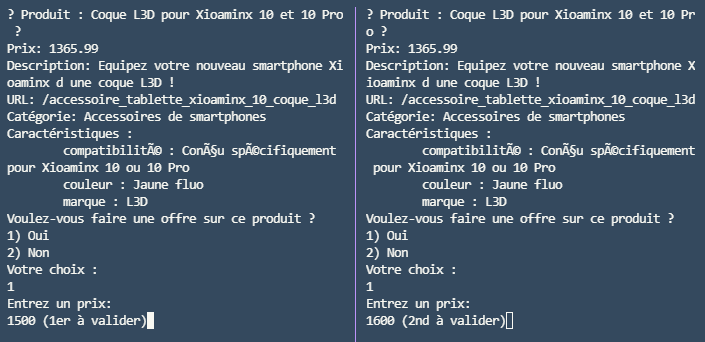 ? Produit : Coque L3D pour Xioaminx 10 et 10 Pro
 ?
Prix: 1365.99
Description: Equipez votre nouveau smartphone Xi
oaminx d une coque L3D !
URL: /accessoire_tablette_xioaminx_10_coque_l3d
Catégorie: Accessoires de smartphones
Caractéristiques :
        compatibilitÃ© : ConÃ§u spÃ©cifiquement
pour Xioaminx 10 ou 10 Pro
        couleur : Jaune fluo
        marque : L3D
Voulez-vous faire une offre sur ce produit ?
1) Oui
2) Non
Votre choix :
1
Entrez un prix:
1500 (1er à valider)
? Produit : Coque L3D pour Xioaminx 10 et 10 Pr
o ?
Prix: 1365.99
Description: Equipez votre nouveau smartphone X
ioaminx d une coque L3D !
URL: /accessoire_tablette_xioaminx_10_coque_l3d
Catégorie: Accessoires de smartphones
Caractéristiques :
        compatibilitÃ© : ConÃ§u spÃ©cifiquement
 pour Xioaminx 10 ou 10 Pro
        couleur : Jaune fluo
        marque : L3D
Voulez-vous faire une offre sur ce produit ?
1) Oui
2) Non
Votre choix :
1
Entrez un prix:
1600 (2nd à valider)